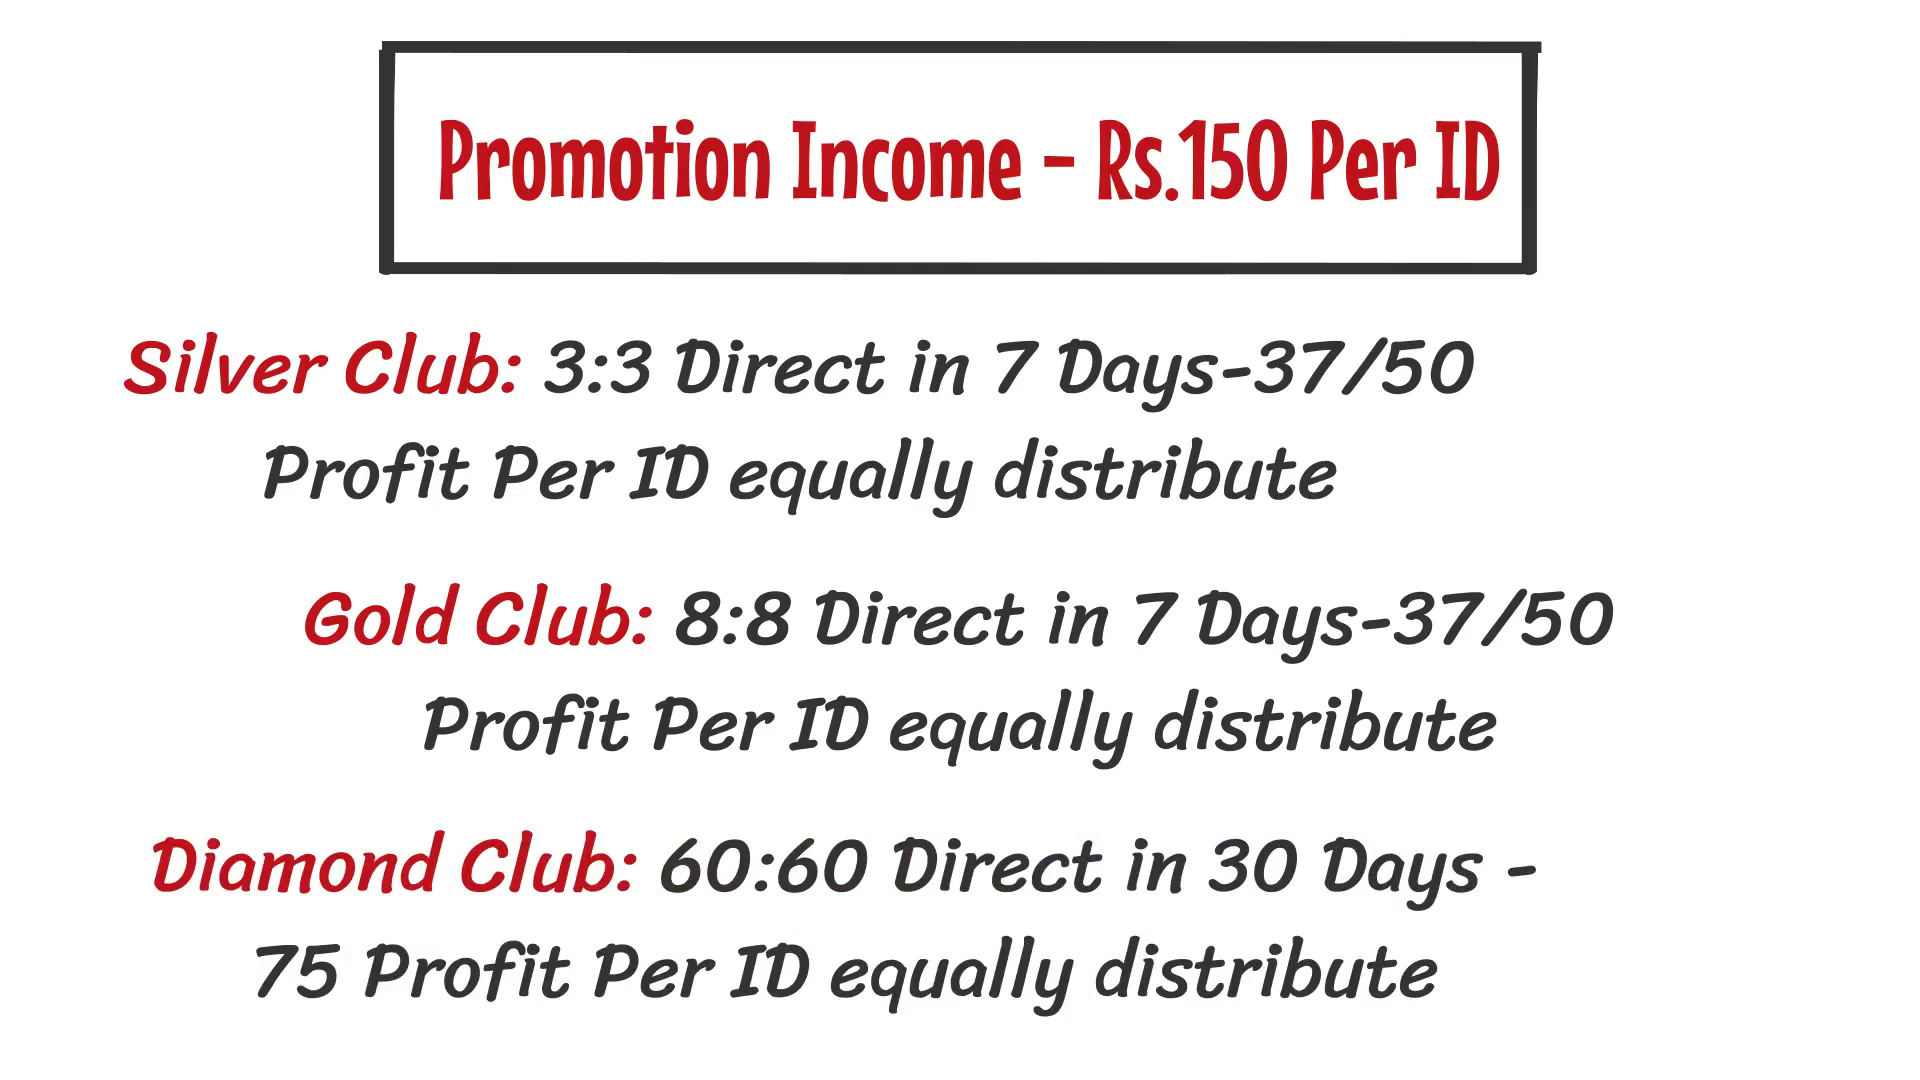 Promotion Income - Rs.150 Per ID
Silver Club: 3:3 Direct in 7 Days-37/50
Profit Per ID equally distribute
Gold Club: 8:8 Direct in 7 Days-37/50
Profit Per ID equally distribute
Diamond Club: 60:60 Direct in 30 Days -
75 Profit Per ID equally distribute